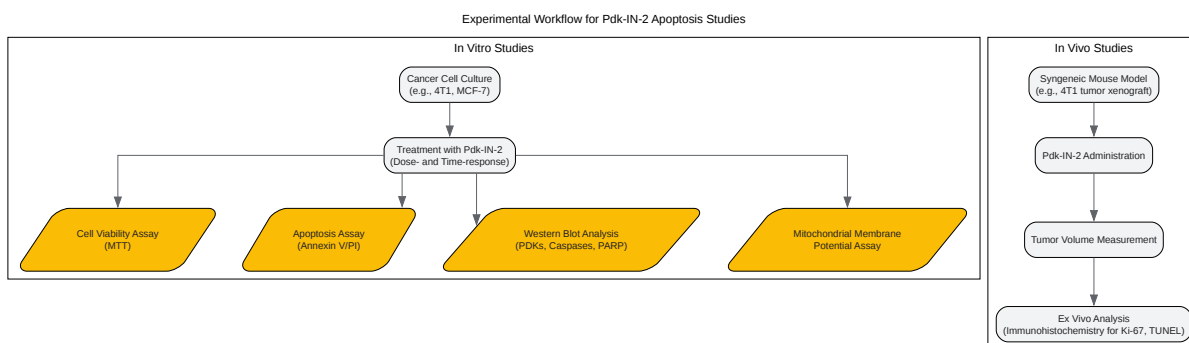 Experimental Workflow for Pdk-IN-2 Apoptosis Studies
In Vitro Studies
Cancer Cell Culture
(e.g., 4T1, MCF-7)
Treatment with Pdk-IN-2
(Dose- and Time-response)
Cell Viability Assay
(MTT)
Apoptosis Assay
(Annexin V/PI)
Western Blot Analysis
(PDKs, Caspases, PARP)
Mitochondrial Membrane
Potential Assay
In Vivo Studies
Syngeneic Mouse Model
(e.g., 4T1 tumor xenograft)
Pdk-IN-2 Administration
Tumor Volume Measurement
Ex Vivo Analysis
(Immunohistochemistry for Ki-67, TUNEL)